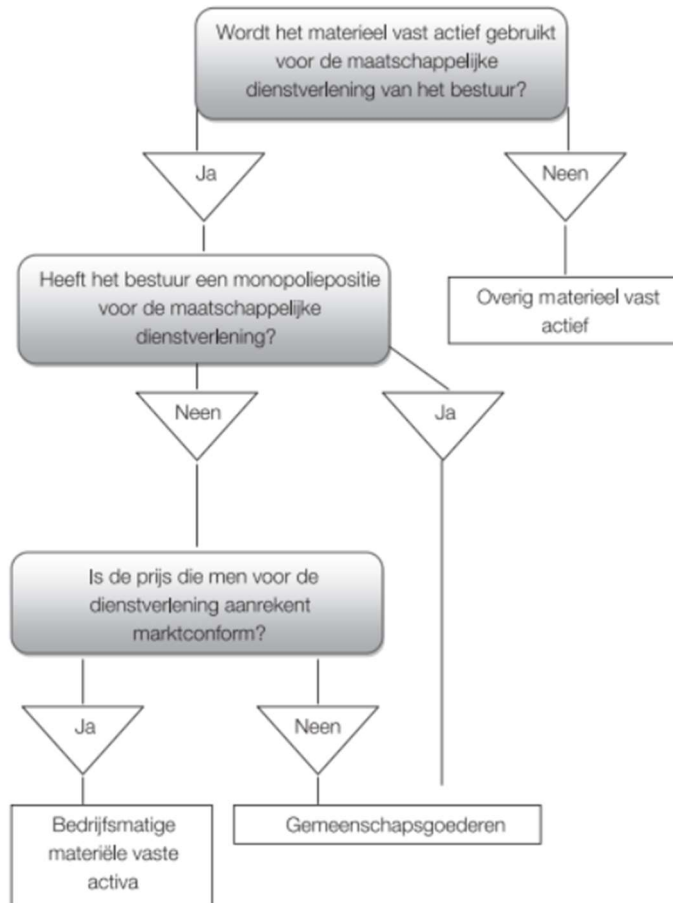 Wordt het materieel vast actief gebruikt
voor de maatschappelijke
dienstverlening van het bestuur?
Ja
Neen
Heeft het bestuur een monopoliepositie
voor de maatschappelijke
dienstverlening?
Overig materieel vast
actief
Neen
Ja
Is de prijs die men voor de
dienstverlening aanrekent
marktconform?
Ja
Neen
Bedrijfsmatige
materiële vaste
activa
Gemeenschapsgoederen